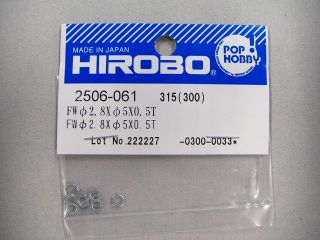 MADE IN JAPAN
HIROBO®
POP
HOBBY
2506-061 315(300)
FWφ2.8Xφ5X0.5T
FWφ2.8Xφ5X0.5T
Lot No.222227 -0300-0033*